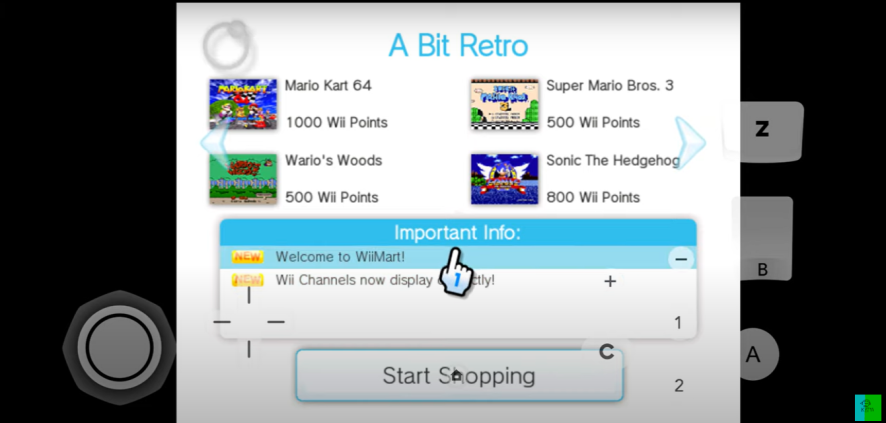 A Bit Retro
Mario Kart 64
1000 Wii Points
Super Mario Bros. 3
500 Wii Points
Wario's Woods
500 Wii Points
Sonic The Hedgehog
800 Wii Points
Important Info:
NEW Welcome to WiiMart!
NEW Wii Channels now display
Start Shopping
Z
B
A
C
1
1
2
−
+